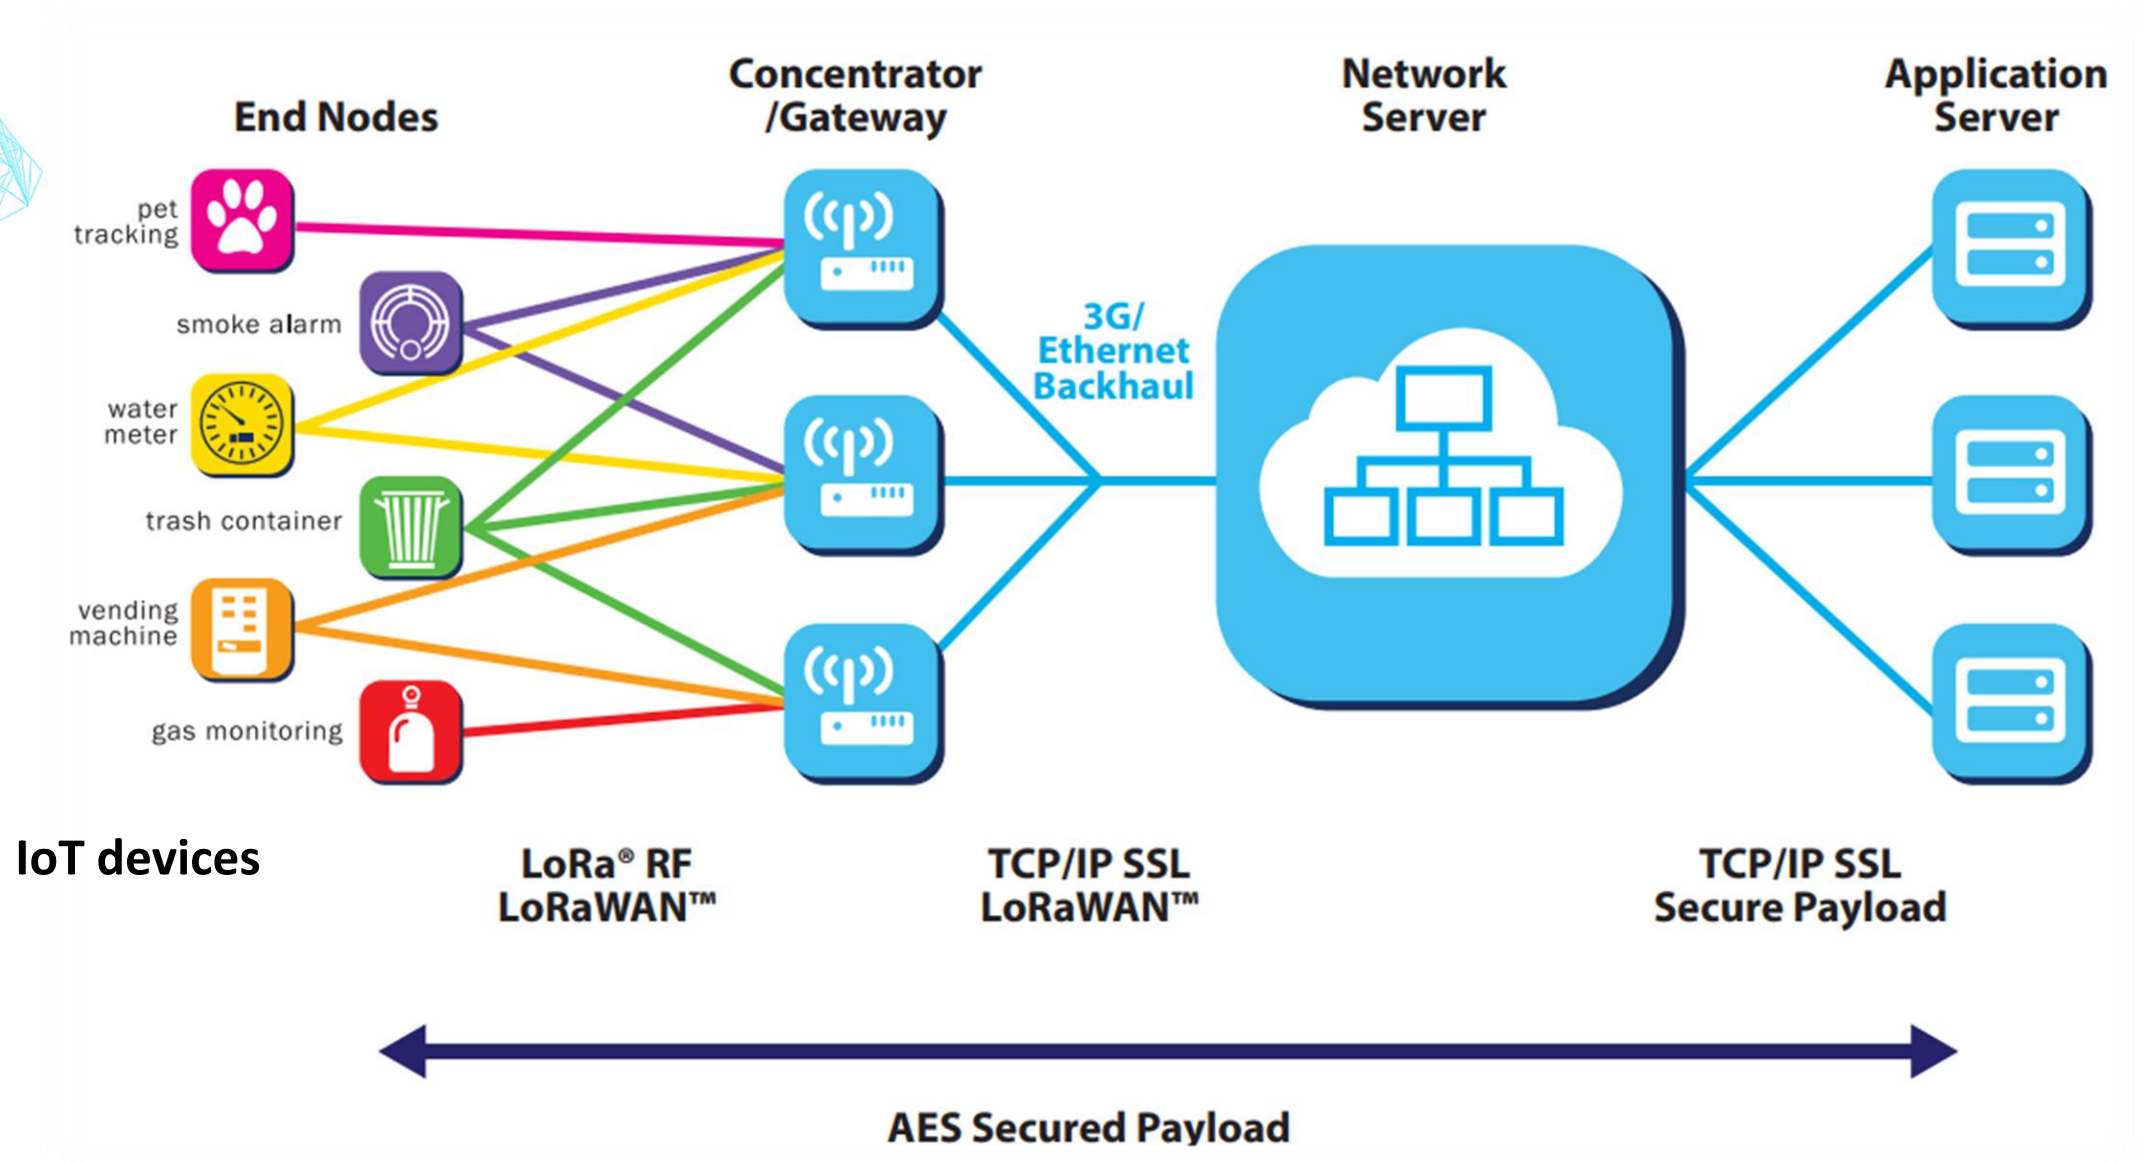 End Nodes
Concentrator
/Gateway
Network
Server
Application
Server
pet
tracking
smoke alarm
water
meter
trash container
vending
machine
gas monitoring
3G/
Ethernet
Backhaul
IoT devices
LoRa® RF
LoRaWAN™
TCP/IP SSL
LoRaWAN™
TCP/IP SSL
Secure Payload
AES Secured Payload